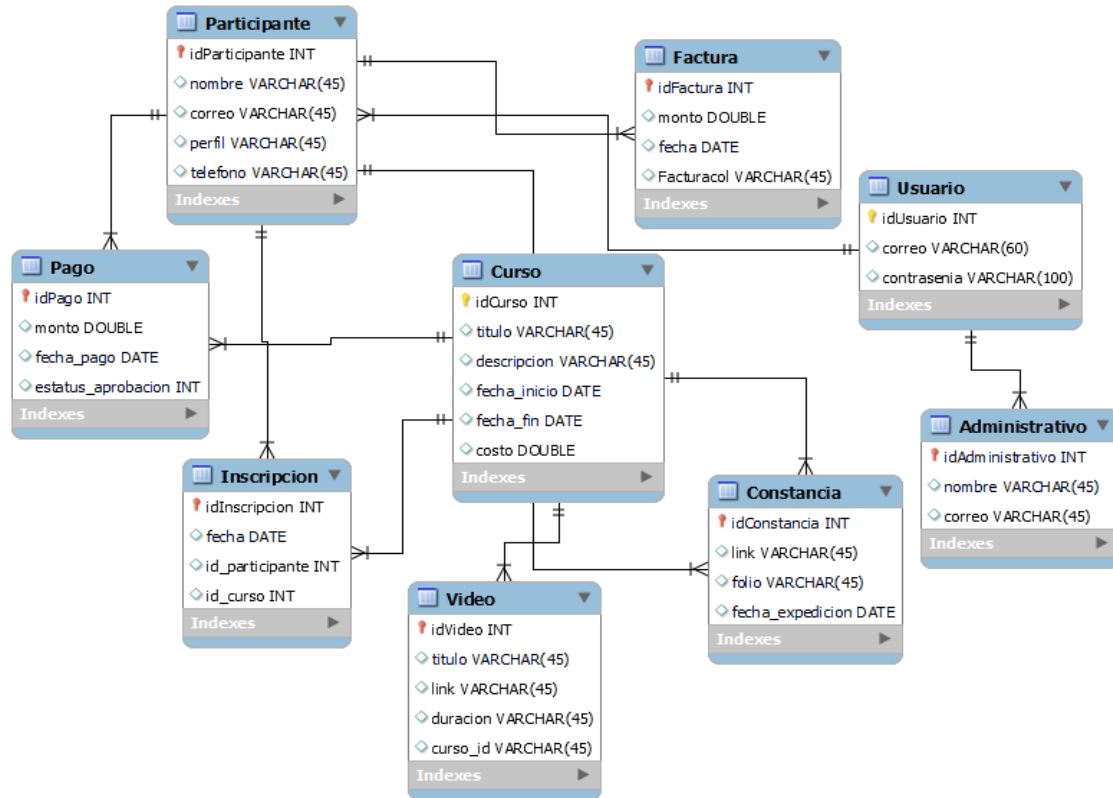 Participante
idParticipante INT
nombre VARCHAR(45)
correo VARCHAR(45)
perfil VARCHAR(45)
telefono VARCHAR(45)
Indexes
Factura
idFactura INT
monto DOUBLE
fecha DATE
Facturacol VARCHAR(45)
Indexes
Usuario
idUsuario INT
correo VARCHAR(60)
contrasenia VARCHAR(100)
Indexes
Pago
idPago INT
monto DOUBLE
fecha_pago DATE
estatus_aprobacion INT
Indexes
Curso
idCurso INT
titulo VARCHAR(45)
descripcion VARCHAR(45)
fecha_inicio DATE
fecha_fin DATE
costo DOUBLE
Indexes
Administrativo
idAdministrativo INT
nombre VARCHAR(45)
correo VARCHAR(45)
Indexes
Inscripcion
idInscripcion INT
fecha DATE
id_participante INT
id_curso INT
Indexes
Constancia
idConstancia INT
link VARCHAR(45)
folio VARCHAR(45)
fecha_expedicion DATE
Indexes
Video
idVideo INT
titulo VARCHAR(45)
link VARCHAR(45)
duracion VARCHAR(45)
curso_id VARCHAR(45)
Indexes